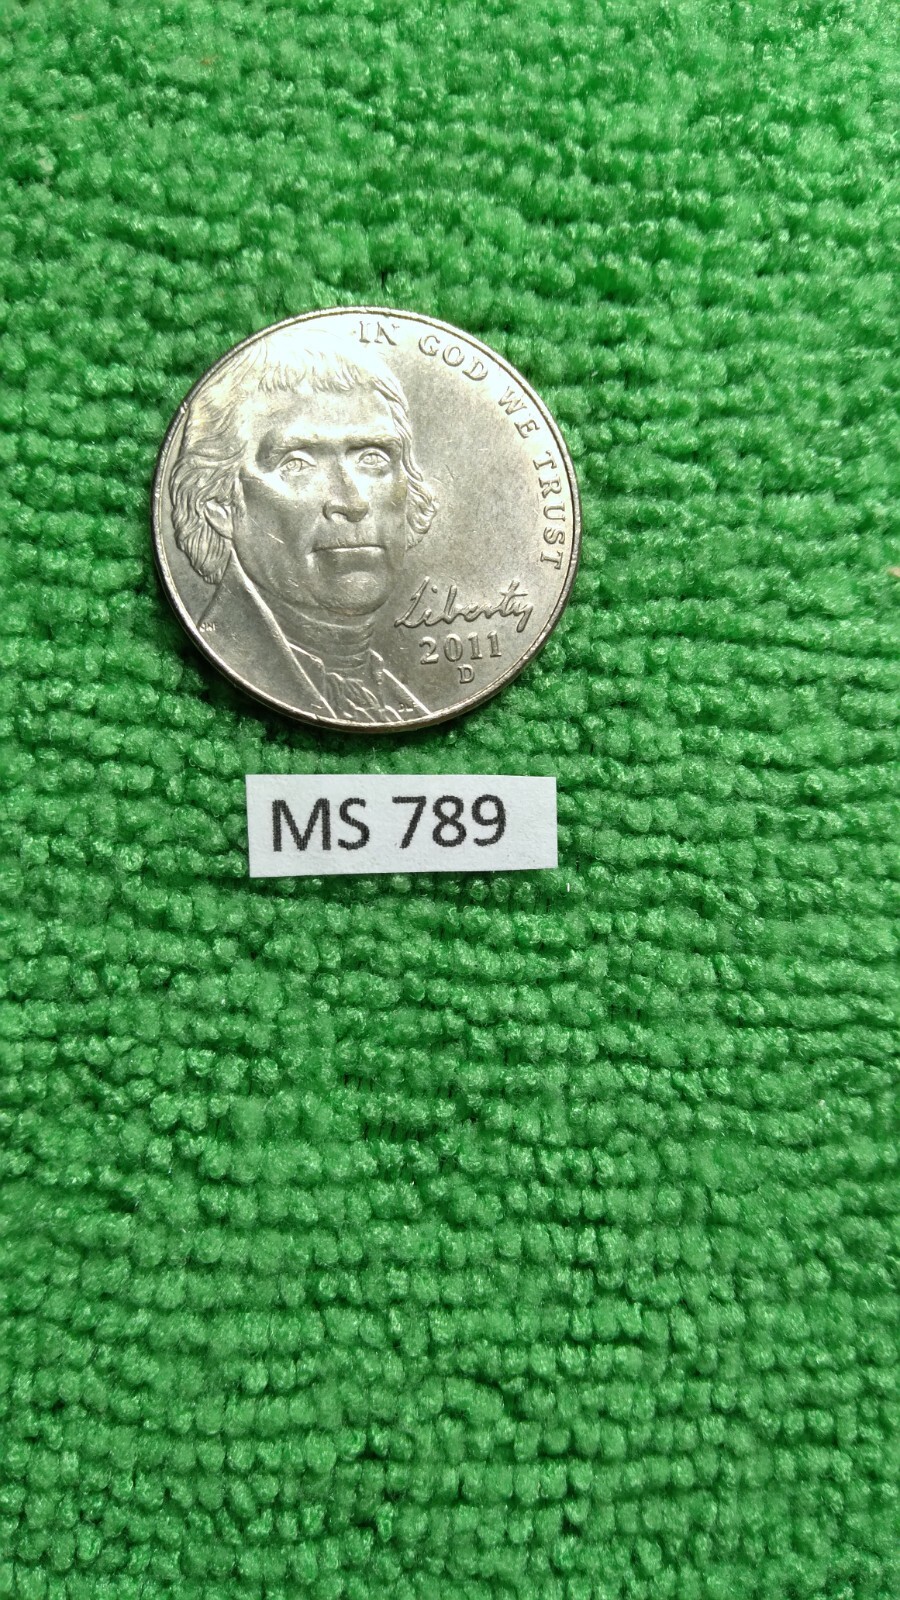 IN GOD WE TRUST
Liberty
2011
D
MS 789